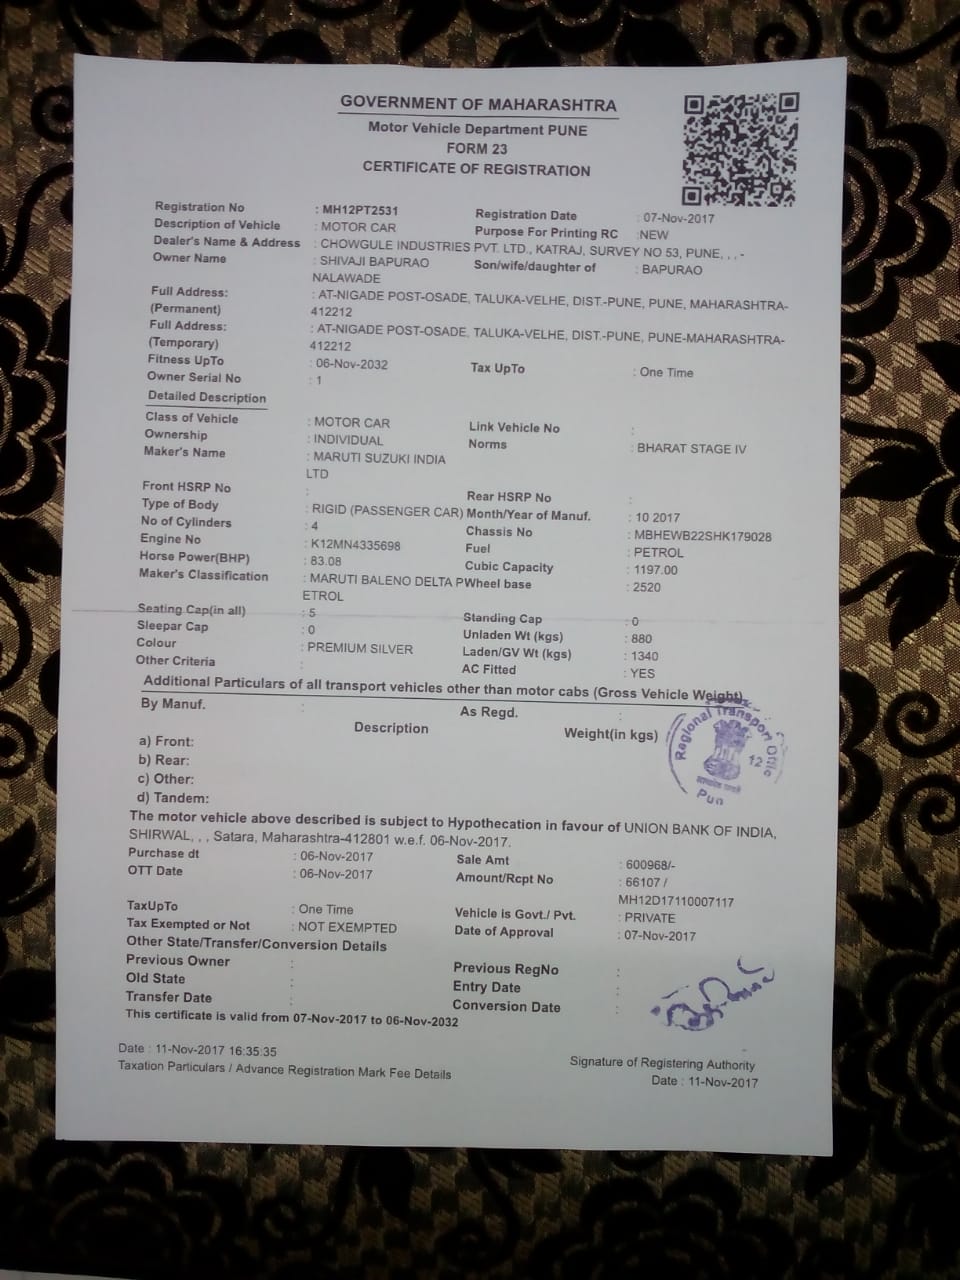 GOVERNMENT OF MAHARASHTRA
Motor Vehicle Department PUNE
FORM 23
CERTIFICATE OF REGISTRATION
Registration No : MH12PT2531 Registration Date : 07-Nov-2017
Description of Vehicle : MOTOR CAR Purpose For Printing RC :NEW
Dealer's Name & Address : CHOWGULE INDUSTRIES PVT. LTD., KATRAJ, SURVEY NO 53, PUNE, , , -
Owner Name : SHIVAJI BAPURAO Son/wife/daughter of : BAPURAO
NALAWADE
Full Address: : AT-NIGADE POST-OSADE, TALUKA-VELHE, DIST.-PUNE, PUNE, MAHARASHTRA-
(Permanent) 412212
Full Address: : AT-NIGADE POST-OSADE, TALUKA-VELHE, DIST.-PUNE, PUNE-MAHARASHTRA-
(Temporary) 412212
Fitness UpTo : 06-Nov-2032 Tax UpTo : One Time
Owner Serial No : 1
Detailed Description
Class of Vehicle : MOTOR CAR Link Vehicle No :
Ownership : INDIVIDUAL Norms : BHARAT STAGE IV
Maker's Name : MARUTI SUZUKI INDIA
LTD
Front HSRP No : Rear HSRP No :
Type of Body : RIGID (PASSENGER CAR) Month/Year of Manuf. : 10 2017
No of Cylinders : 4 Chassis No : MBHEWB22SHK179028
Engine No : K12MN4335698 Fuel : PETROL
Horse Power(BHP) : 83.08 Cubic Capacity : 1197.00
Maker's Classification : MARUTI BALENO DELTA P Wheel base : 2520
ETROL
Seating Cap(in all) : 5 Standing Cap : 0
Sleepar Cap : 0 Unladen Wt (kgs) : 880
Colour : PREMIUM SILVER Laden/GV Wt (kgs) : 1340
Other Criteria : AC Fitted : YES
Additional Particulars of all transport vehicles other than motor cabs (Gross Vehicle Weight)
By Manuf. : As Regd. :
Description Weight(in kgs)
a) Front:
b) Rear:
c) Other:
d) Tandem:
Regional Transport Office
12
Pun
The motor vehicle above described is subject to Hypothecation in favour of UNION BANK OF INDIA,
SHIRWAL, , , Satara, Maharashtra-412801 w.e.f. 06-Nov-2017.
Purchase dt : 06-Nov-2017 Sale Amt : 600968/-
OTT Date : 06-Nov-2017 Amount/Rcpt No : 66107 /
MH12D17110007117
TaxUpTo : One Time Vehicle is Govt./ Pvt. : PRIVATE
Tax Exempted or Not : NOT EXEMPTED Date of Approval : 07-Nov-2017
Other State/Transfer/Conversion Details
Previous Owner : Previous RegNo :
Old State : Entry Date :
Transfer Date : Conversion Date :
This certificate is valid from 07-Nov-2017 to 06-Nov-2032
Date : 11-Nov-2017 16:35:35
Taxation Particulars / Advance Registration Mark Fee Details
Signature of Registering Authority
Date : 11-Nov-2017